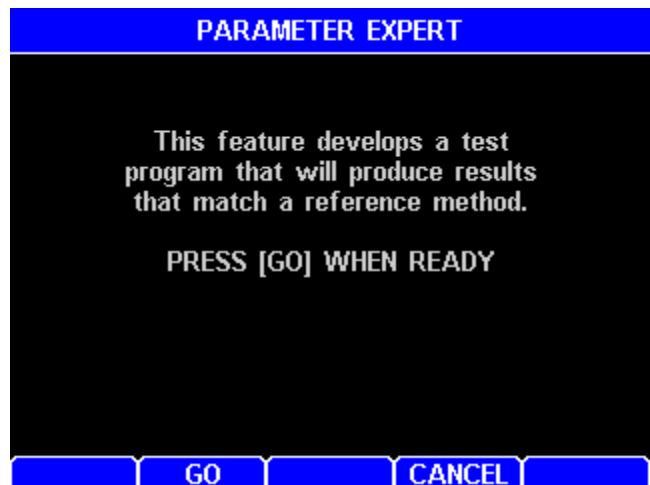 PARAMETER EXPERT
This feature develops a test
program that will produce results
that match a reference method.
PRESS [GO] WHEN READY
GO CANCEL